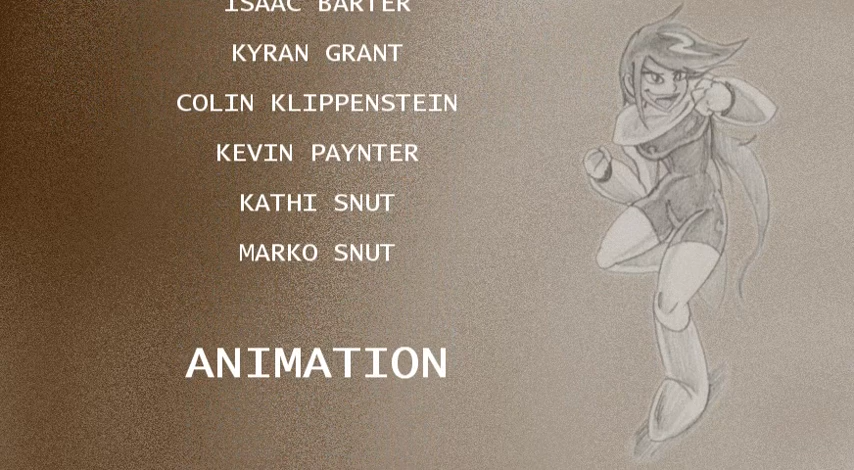 ISAAC BARTER
KYRAN GRANT
COLIN KLIPPENSTEIN
KEVIN PAYNTER
KATHI SNUT
MARKO SNUT
ANIMATION